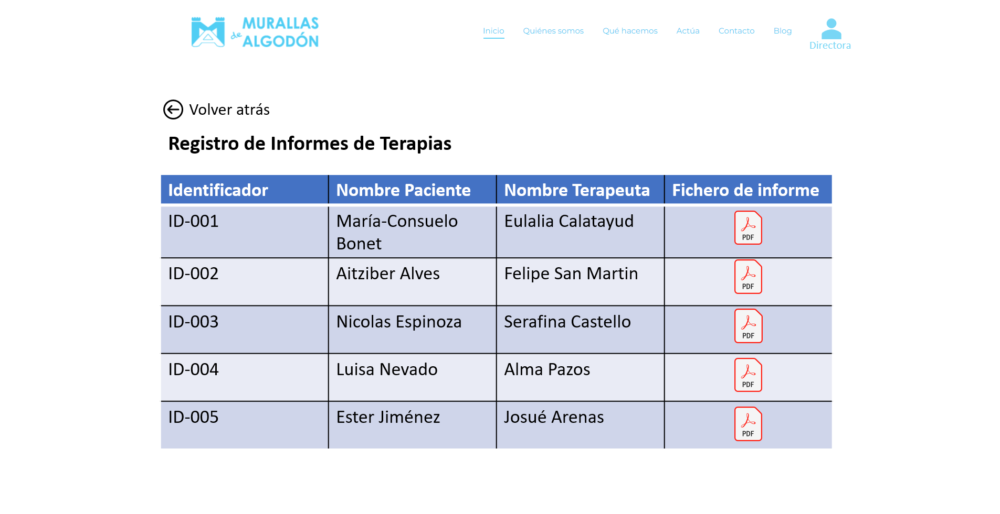 MURALLAS
de ALGODÓN
Inicio Quiénes somos Qué hacemos Actúa Contacto Blog
Directora
Volver atrás
Registro de Informes de Terapias
Identificador Nombre Paciente Nombre Terapeuta Fichero de informe
ID-001 María-Consuelo Eulalia Calatayud
Bonet
PDF
ID-002 Aitziber Alves Felipe San Martin
PDF
ID-003 Nicolas Espinoza Serafina Castello
PDF
ID-004 Luisa Nevado Alma Pazos
PDF
ID-005 Ester Jiménez Josué Arenas
PDF